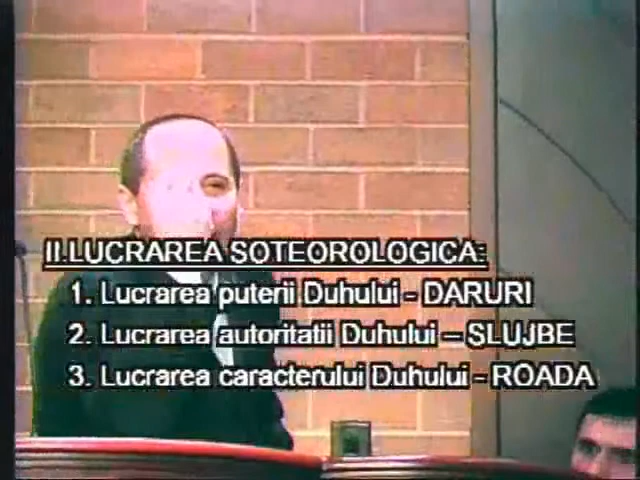 II.LUCRAREA SOTEOROLOGICA:
1. Lucrarea puterii Duhului - DARURI
2. Lucrarea autoritatii Duhului – SLUJBE
3. Lucrarea caracterului Duhului - ROADA